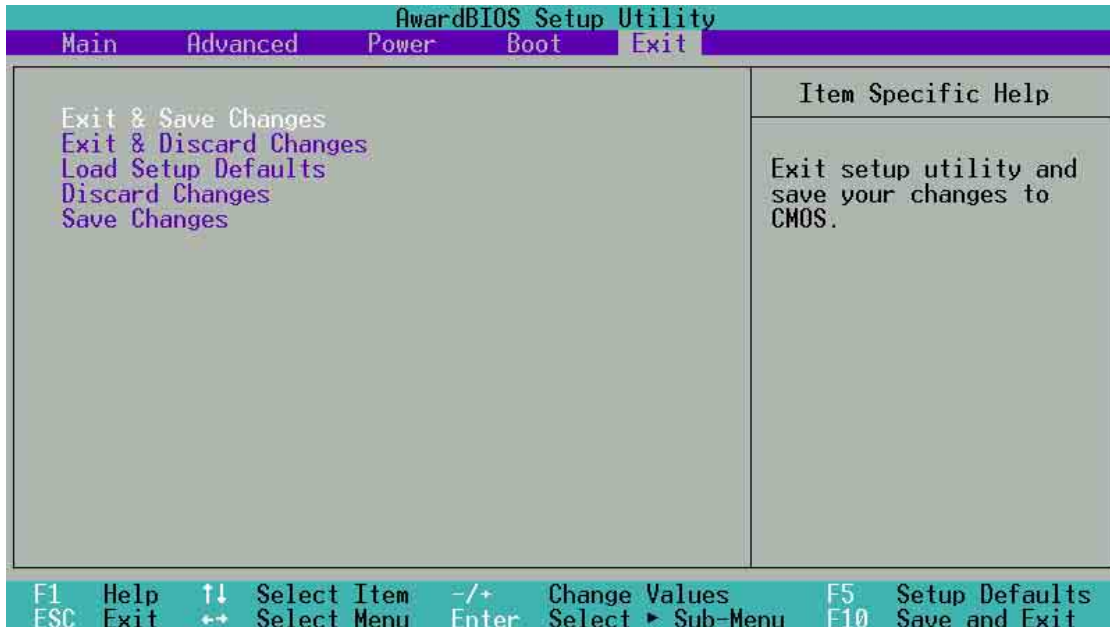 AwardBIOS Setup Utility
Main Advanced Power Boot Exit
Exit & Save Changes
Exit & Discard Changes
Load Setup Defaults
Discard Changes
Save Changes
Item Specific Help
Exit setup utility and
save your changes to
CMOS.
F1 Help ↑↓ Select Item -/+ Change Values F5 Setup Defaults
ESC Exit ←→ Select Menu Enter Select ► Sub-Menu F10 Save and Exit